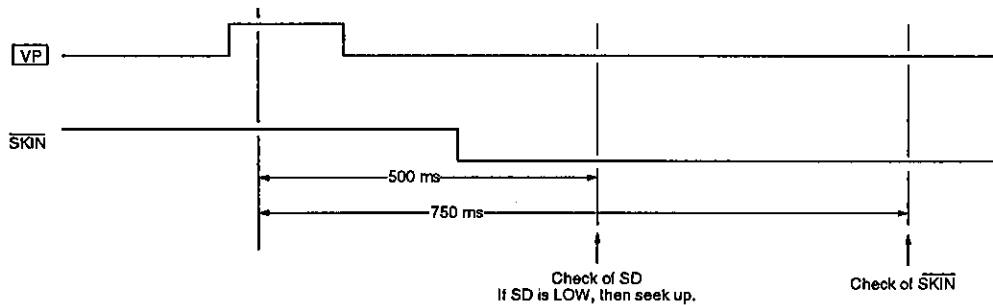 VP
SKIN
500 ms
750 ms
Check of SD
If SD is LOW, then seek up.
Check of SKIN